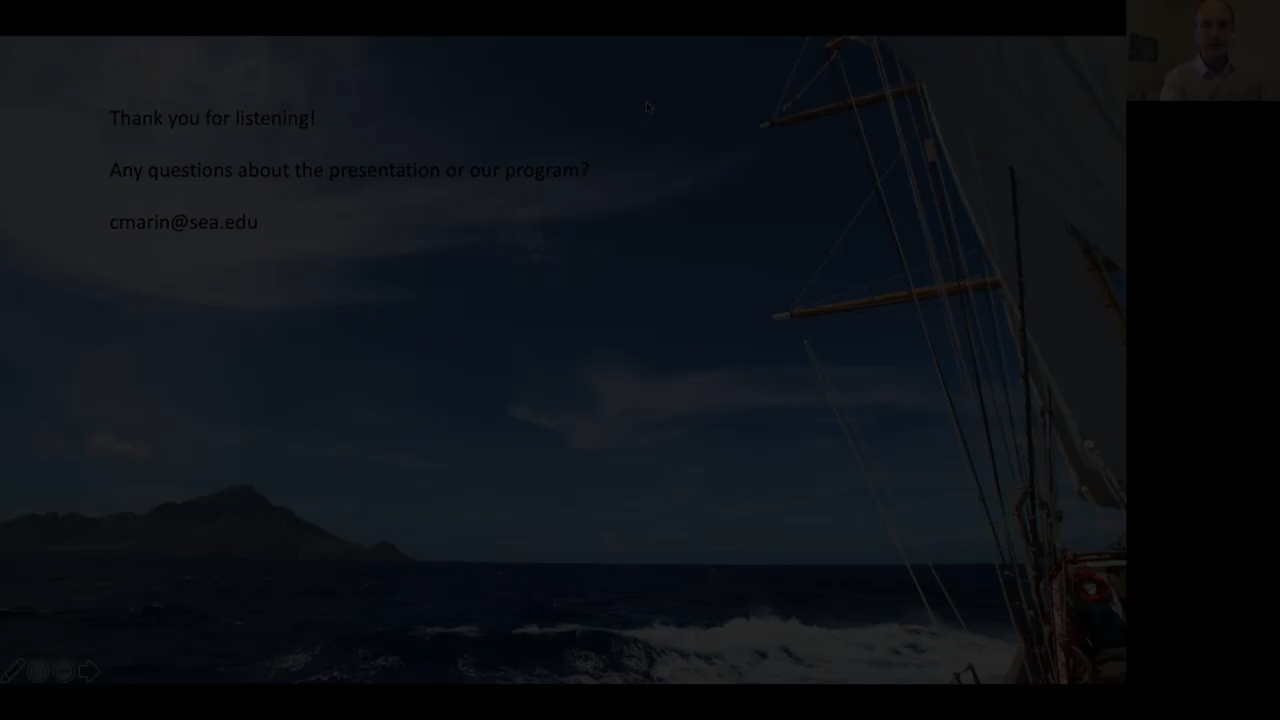 Thank you for listening!
Any questions about the presentation or our program?
cmarin@sea.edu